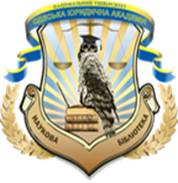 НАЦІОНАЛЬНИЙ УНІВЕРСИТЕТ
ОДЕСЬКА ЮРИДИЧНА АКАДЕМІЯ
НАУКОВА
БІБЛІОТЕКА